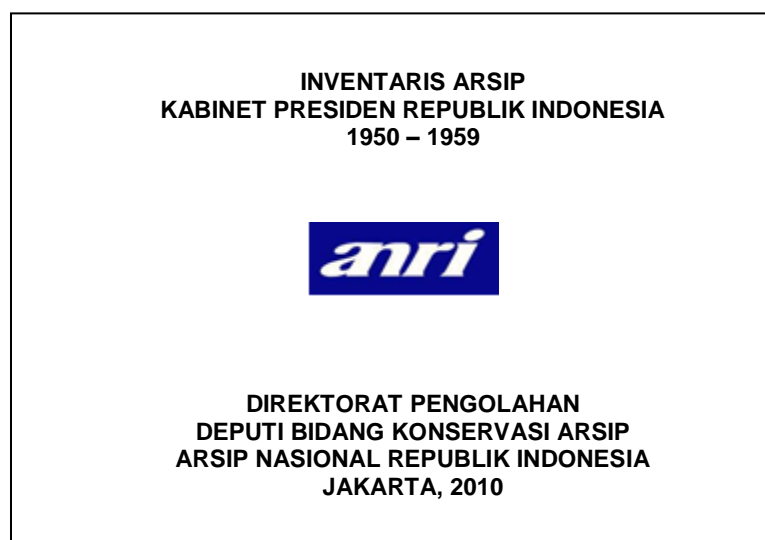 INVENTARIS ARSIP
KABINET PRESIDEN REPUBLIK INDONESIA
1950 – 1959
anri
DIREKTORAT PENGOLAHAN
DEPUTI BIDANG KONSERVASI ARSIP
ARSIP NASIONAL REPUBLIK INDONESIA
JAKARTA, 2010